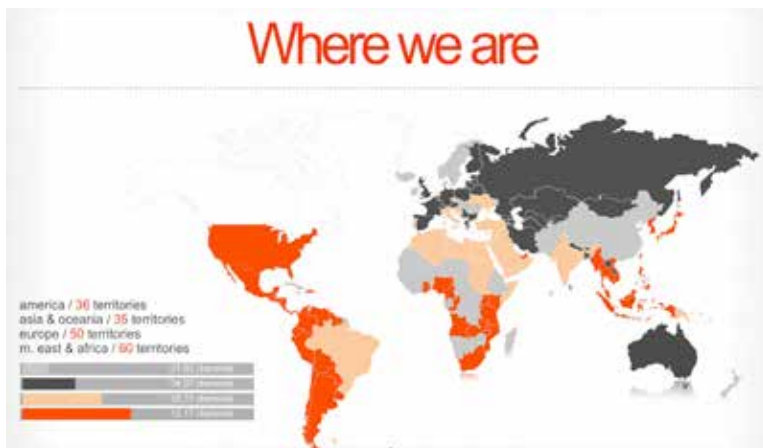 Where we are
america / 36 territories
asia & oceania / 35 territories
europe / 50 territories
m. east & africa / 60 territories